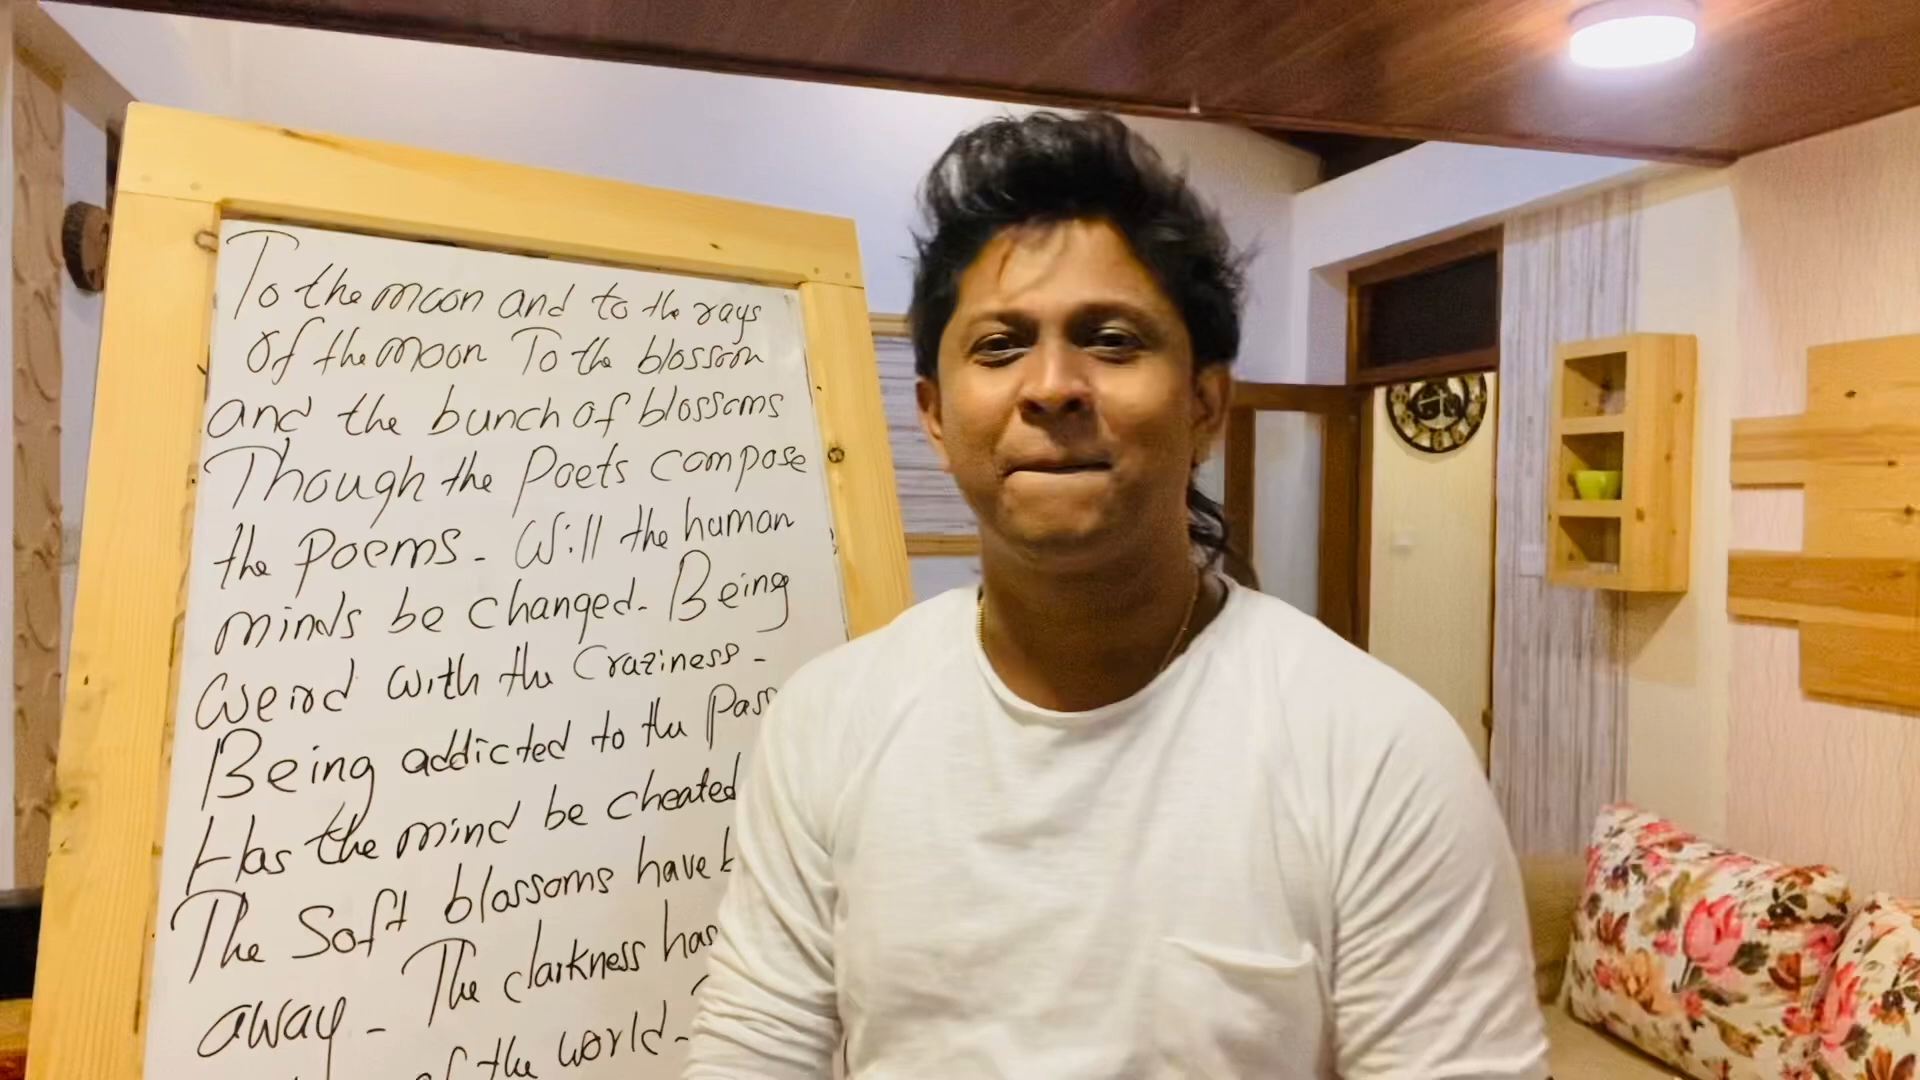 To the moon and to the rays
of the moon To the blossom
and the bunch of blossoms
Though the Poets compose
the poems - Will the human
minds be changed - Being
weird with the Craziness -
Being addicted to the
Has the mind be cheated
The Soft blossoms have
away - The darkness has
of the world -